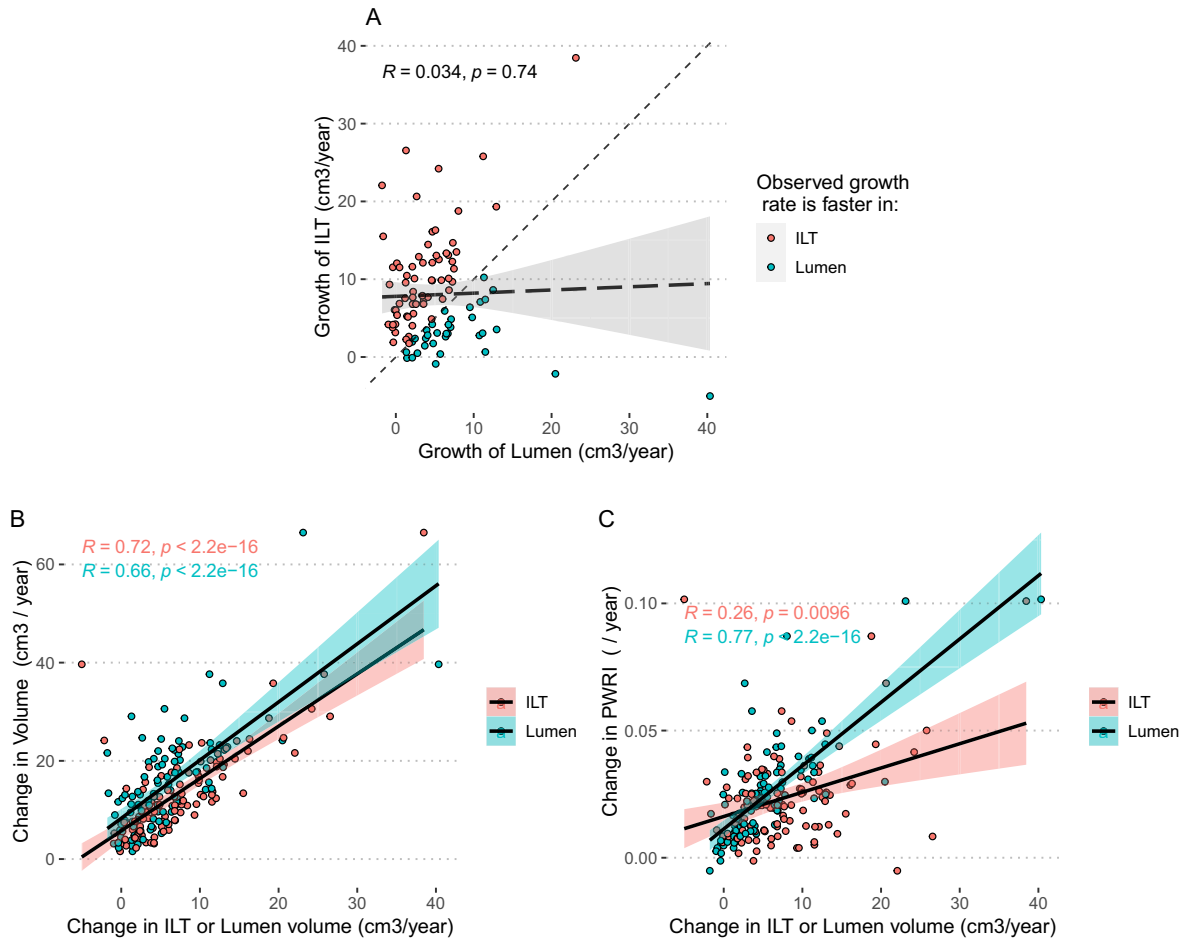 A
R = 0.034, p = 0.74
40
30
20
10
0
Growth of ILT (cm3/year)
0 10 20 30 40
Growth of Lumen (cm3/year)
Observed growth
rate is faster in:
ILT
Lumen
B
R = 0.72, p < 2.2e−16
R = 0.66, p < 2.2e−16
60
40
20
0
Change in Volume (cm3 / year)
0 10 20 30 40
Change in ILT or Lumen volume (cm3/year)
ILT
Lumen
C
R = 0.26, p = 0.0096
R = 0.77, p < 2.2e−16
0.10
0.05
0.00
Change in PWRI ( / year)
0 10 20 30 40
Change in ILT or Lumen volume (cm3/year)
ILT
Lumen